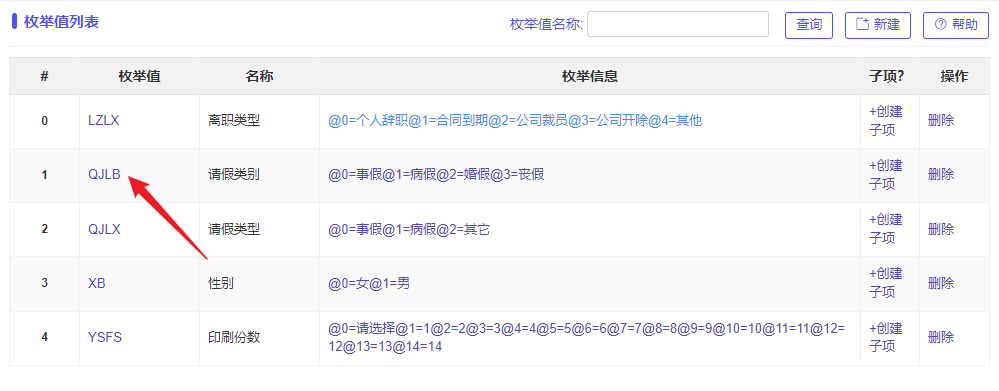 枚举值列表
枚举值名称:
查询
新建
帮助
# 枚举值 名称 枚举信息 子项? 操作
0 LZLX 离职类型 @0=个人辞职@1=合同到期@2=公司裁员@3=公司开除@4=其他 +创建
子项 删除
1 QJLB 请假类别 @0=事假@1=病假@2=婚假@3=丧假 +创建
子项 删除
2 QJLX 请假类型 @0=事假@1=病假@2=其它 +创建
子项 删除
3 XB 性别 @0=女@1=男 +创建
子项 删除
4 YSFS 印刷份数 @0=请选择@1=1@2=2@3=3@4=4@5=5@6=6@7=7@8=8@9=9@10=10@11=11@12=
12@13=13@14=14 +创建
子项 删除